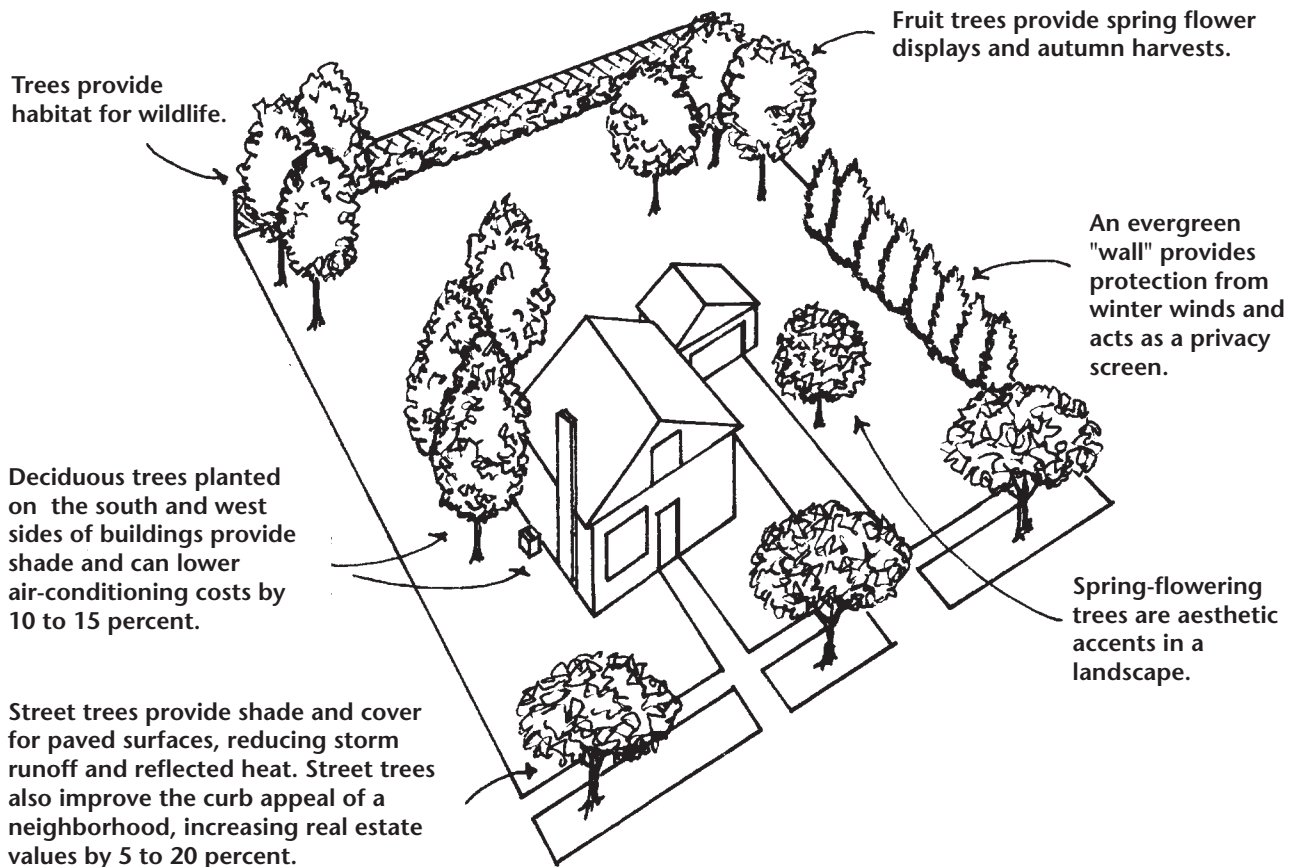 Fruit trees provide spring flower
displays and autumn harvests.
Trees provide
habitat for wildlife.
An evergreen
"wall" provides
protection from
winter winds and
acts as a privacy
screen.
Deciduous trees planted
on the south and west
sides of buildings provide
shade and can lower
air-conditioning costs by
10 to 15 percent.
Spring-flowering
trees are aesthetic
accents in a
landscape.
Street trees provide shade and cover
for paved surfaces, reducing storm
runoff and reflected heat. Street trees
also improve the curb appeal of a
neighborhood, increasing real estate
values by 5 to 20 percent.